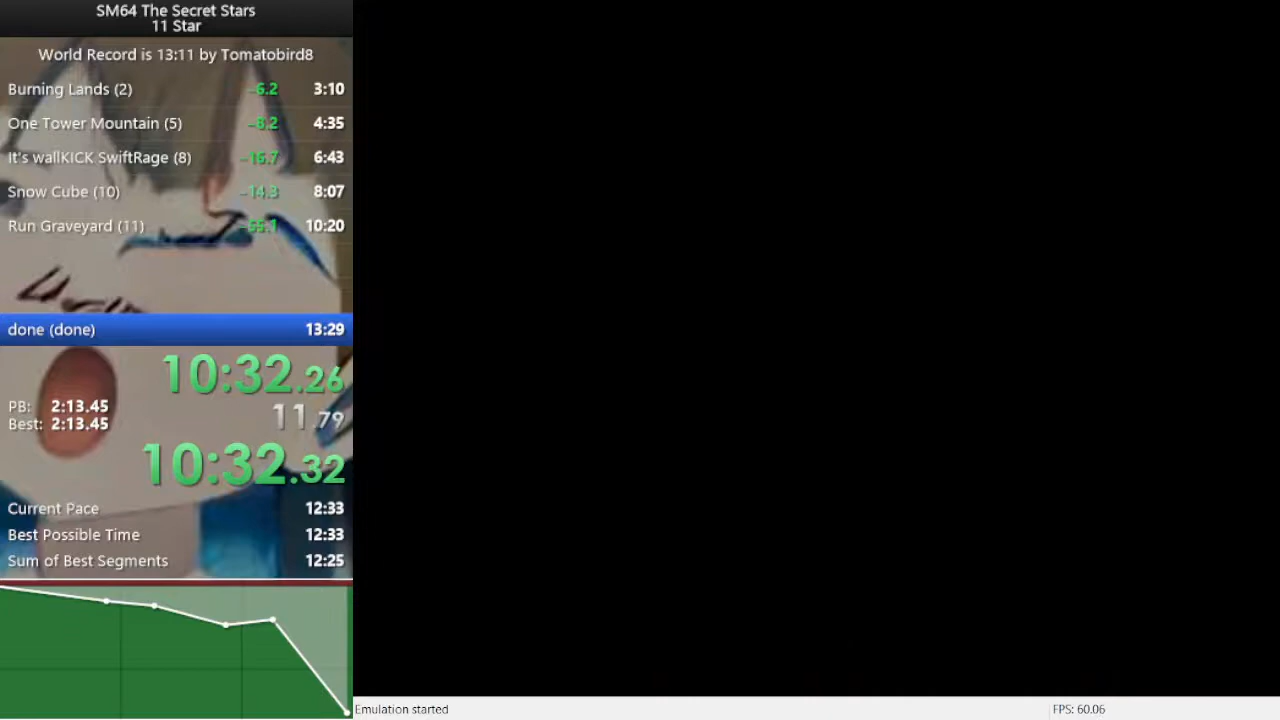 SM64 The Secret Stars
11 Star
World Record is 13:11 by Tomatobird8
Burning Lands (2) -6.2 3:10
One Tower Mountain (5) -8.2 4:35
It's wallKICK SwiftRage (8) -16.7 6:43
Snow Cube (10) -14.3 8:07
Run Graveyard (11) -55.1 10:20
done (done) 13:29
10:32.26
PB: 2:13.45
11.79
Best: 2:13.45
10:32.32
Current Pace 12:33
Best Possible Time 12:33
Sum of Best Segments 12:25
Emulation started FPS: 60.06